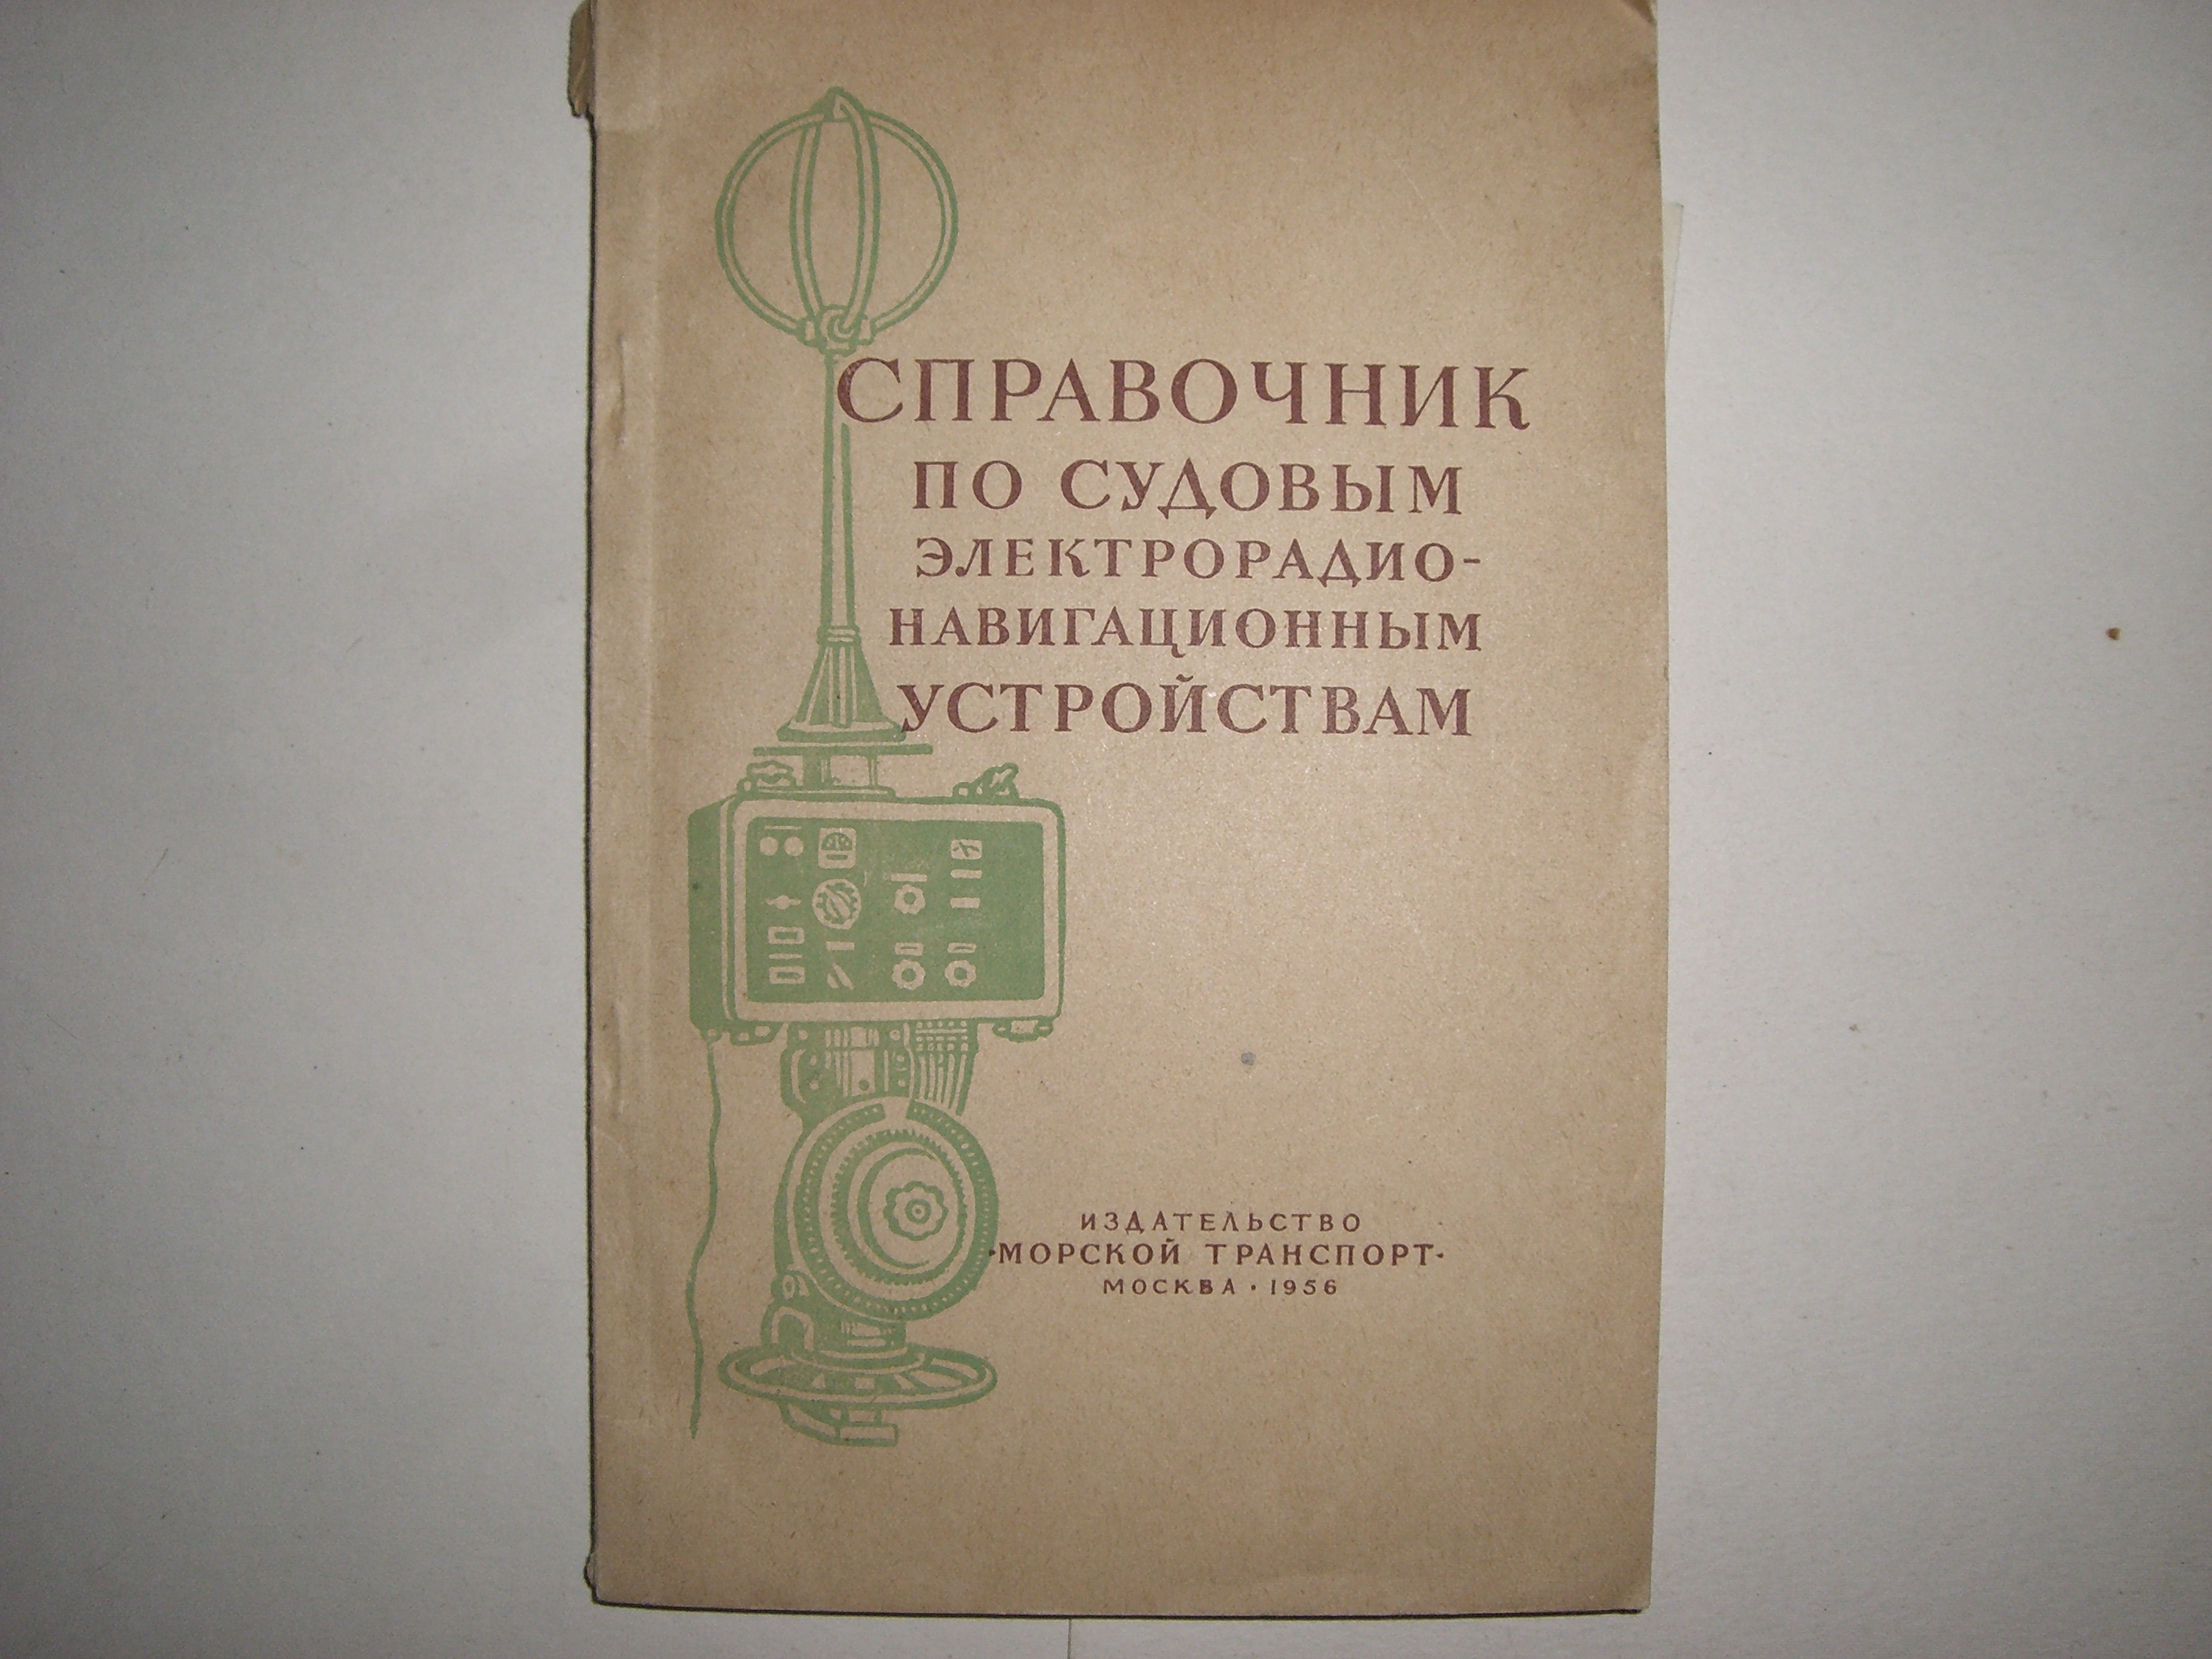 СПРАВОЧНИК
ПО СУДОВЫМ
ЭЛЕКТРОРАДИО-
НАВИГАЦИОННЫМ
УСТРОЙСТВАМ
ИЗДАТЕЛЬСТВО
·МОРСКОЙ ТРАНСПОРТ·
МОСКВА · 1956